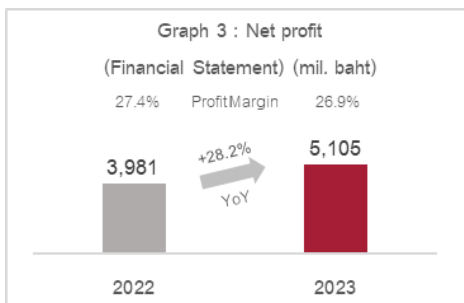 Graph 3 : Net profit
(Financial Statement) (mil. baht)
27.4% ProfitMargin 26.9%
+28.2%
3,981 5,105
YoY
2022 2023